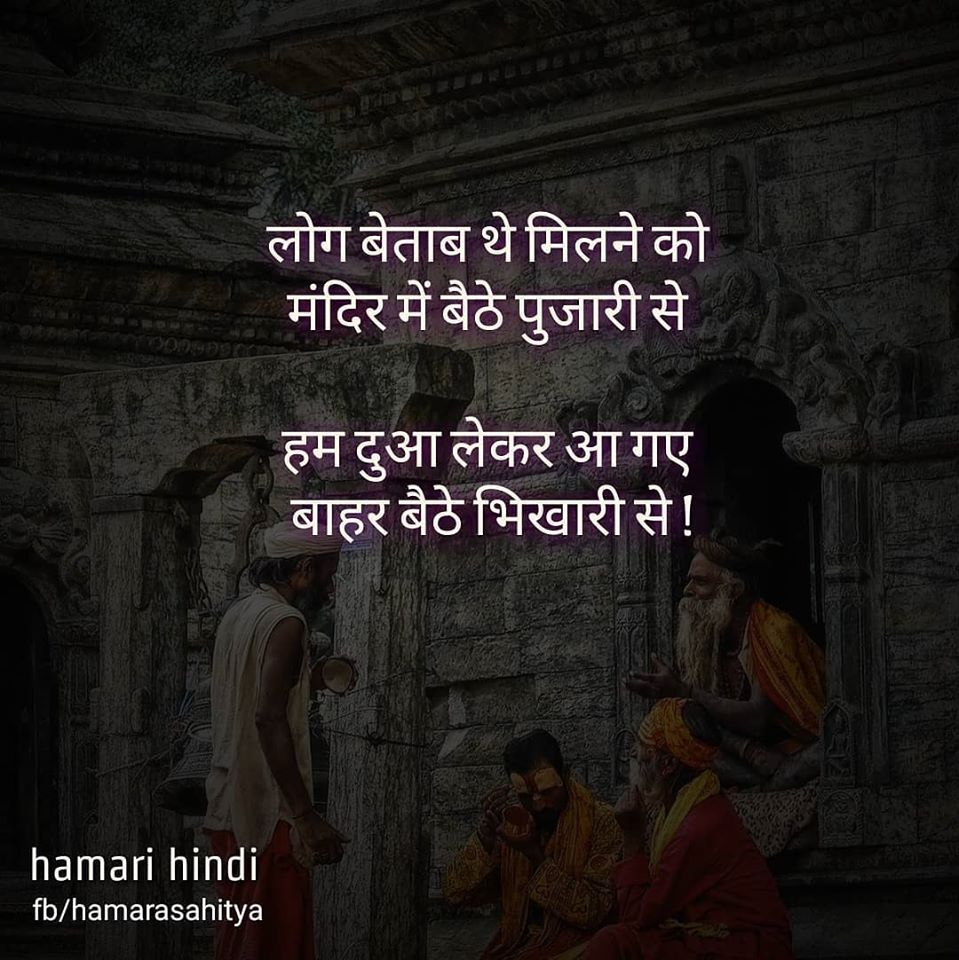 लोग बेताब थे मिलने को
मंदिर में बैठे पुजारी से
हम दुआ लेकर आ गए
बाहर बैठे भिखारी से !
hamari hindi
fb/hamarasahitya